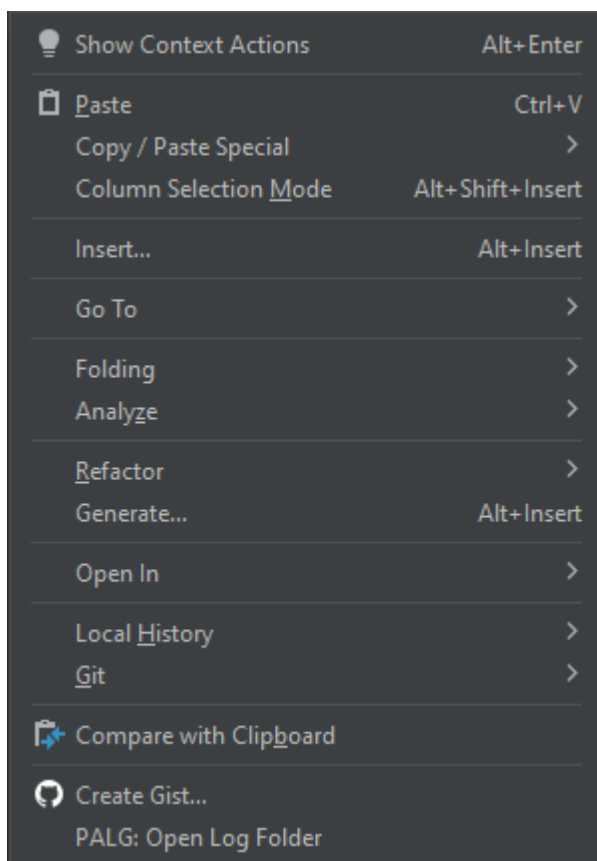 Show Context Actions Alt+Enter
Paste Ctrl+V
Copy / Paste Special
Column Selection Mode Alt+Shift+Insert
Insert... Alt+Insert
Go To
Folding
Analyze
Refactor
Generate... Alt+Insert
Open In
Local History
Git
Compare with Clipboard
Create Gist...
PALG: Open Log Folder